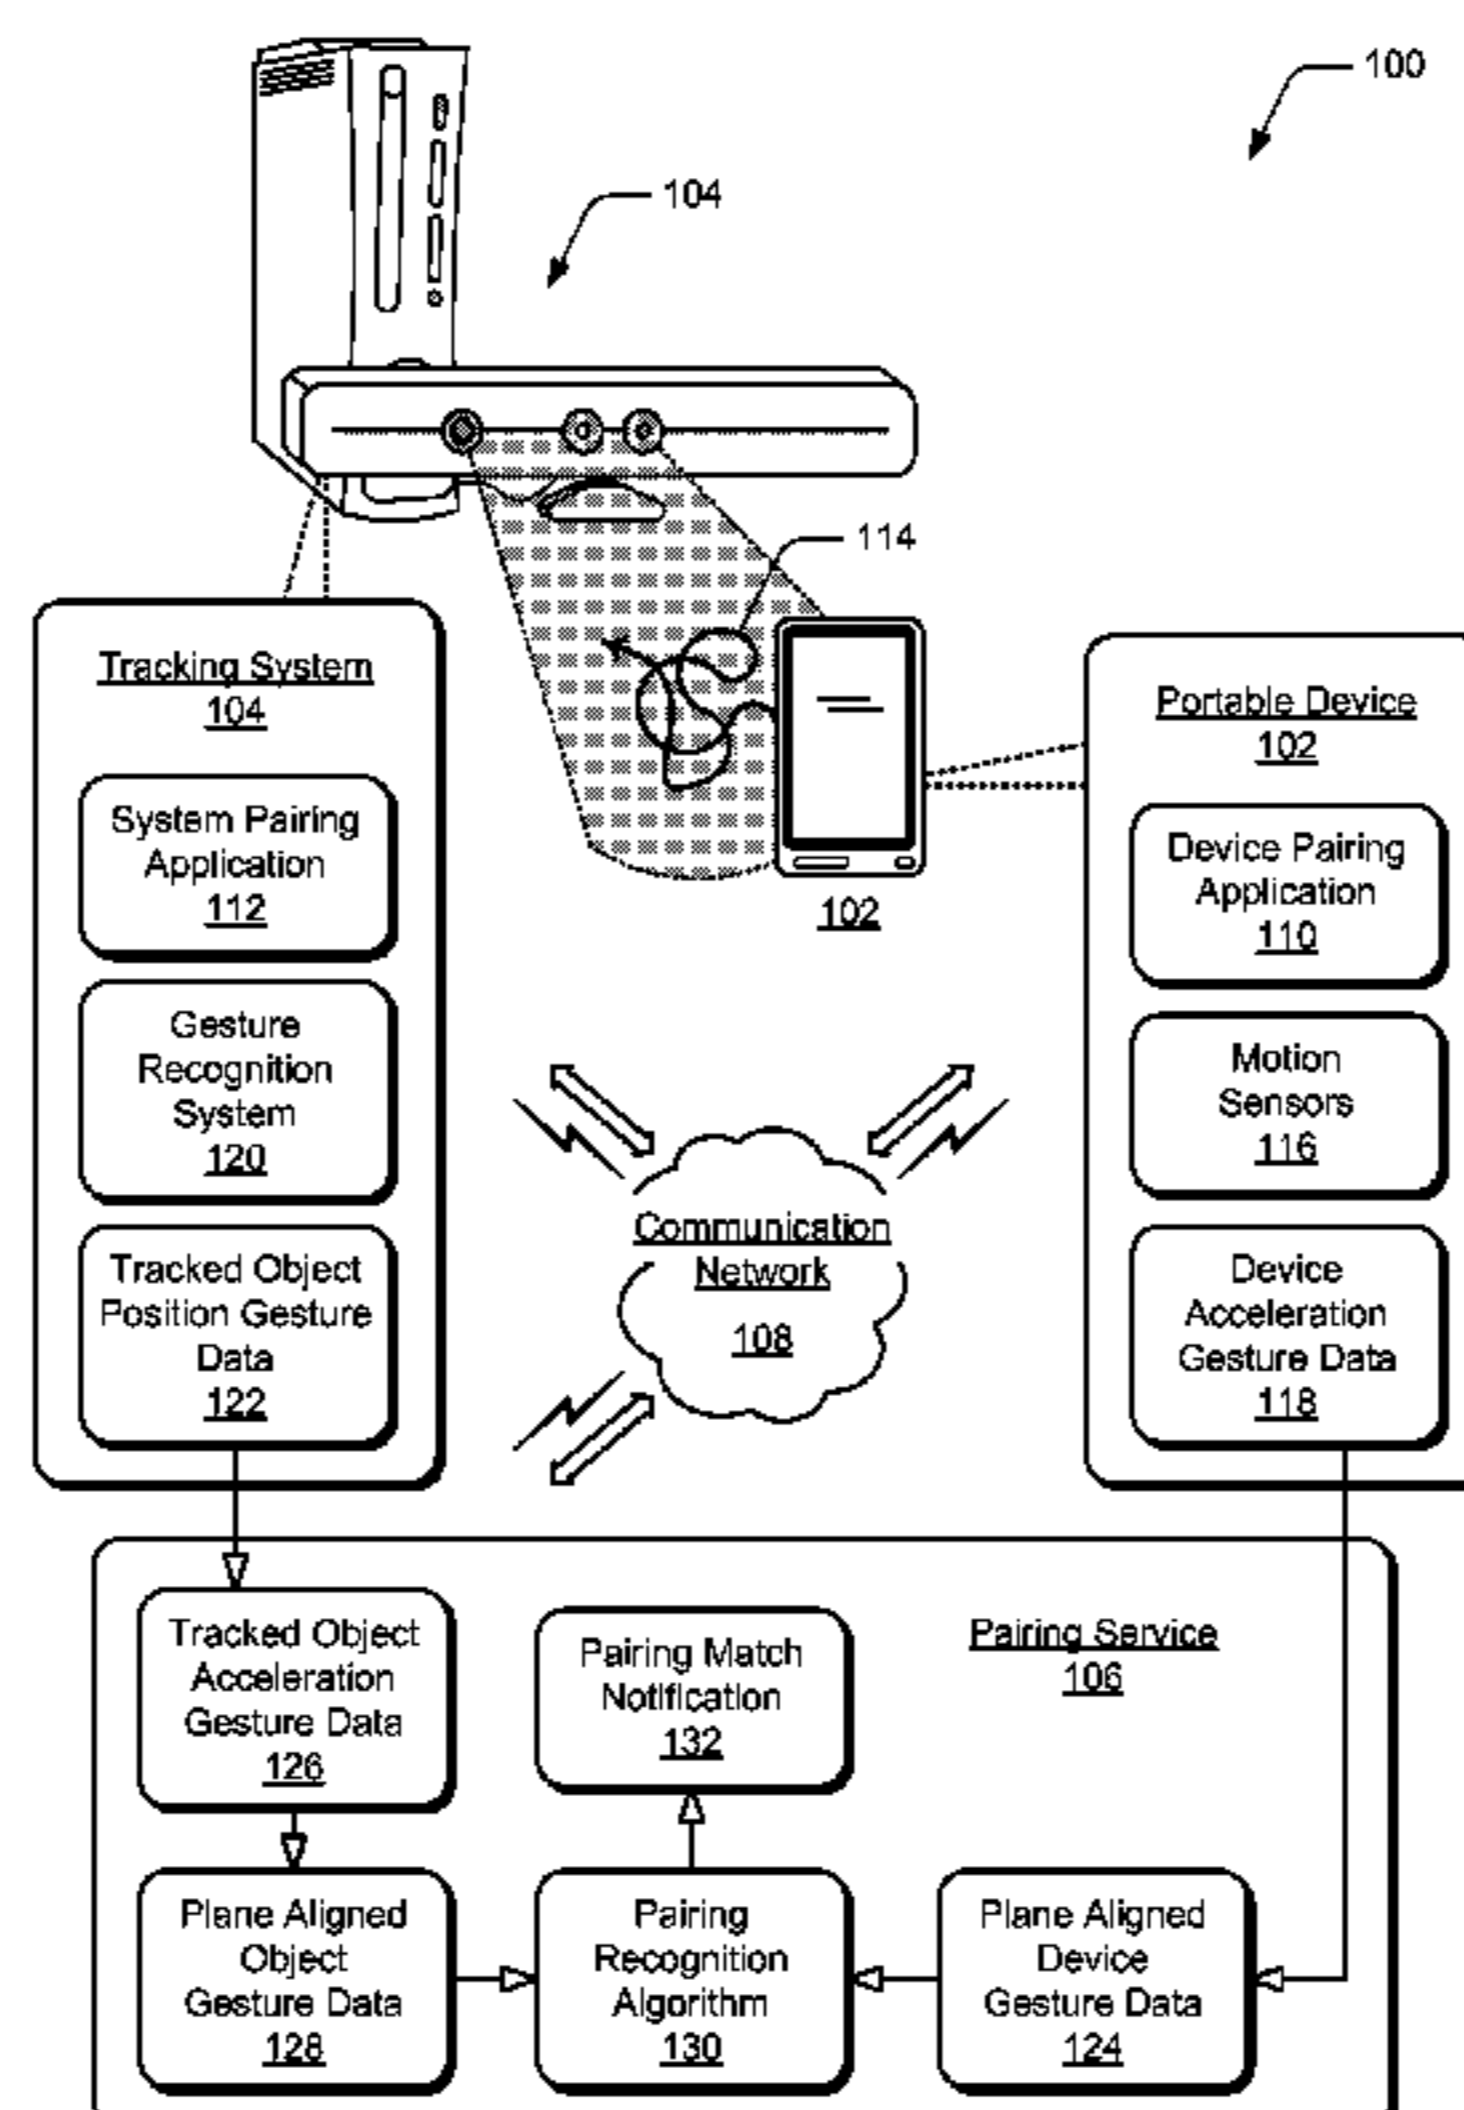 100
104
114
Tracking System
104
System Pairing
Application
112
Gesture
Recognition
System
120
Tracked Object
Position Gesture
Data
122
102
Portable Device
102
Device Pairing
Application
110
Motion
Sensors
116
Device
Acceleration
Gesture Data
118
Communication
Network
108
Pairing Service
106
Tracked Object
Acceleration
Gesture Data
126
Pairing Match
Notification
132
Plane Aligned
Object
Gesture Data
128
Pairing
Recognition
Algorithm
130
Plane Aligned
Device
Gesture Data
124